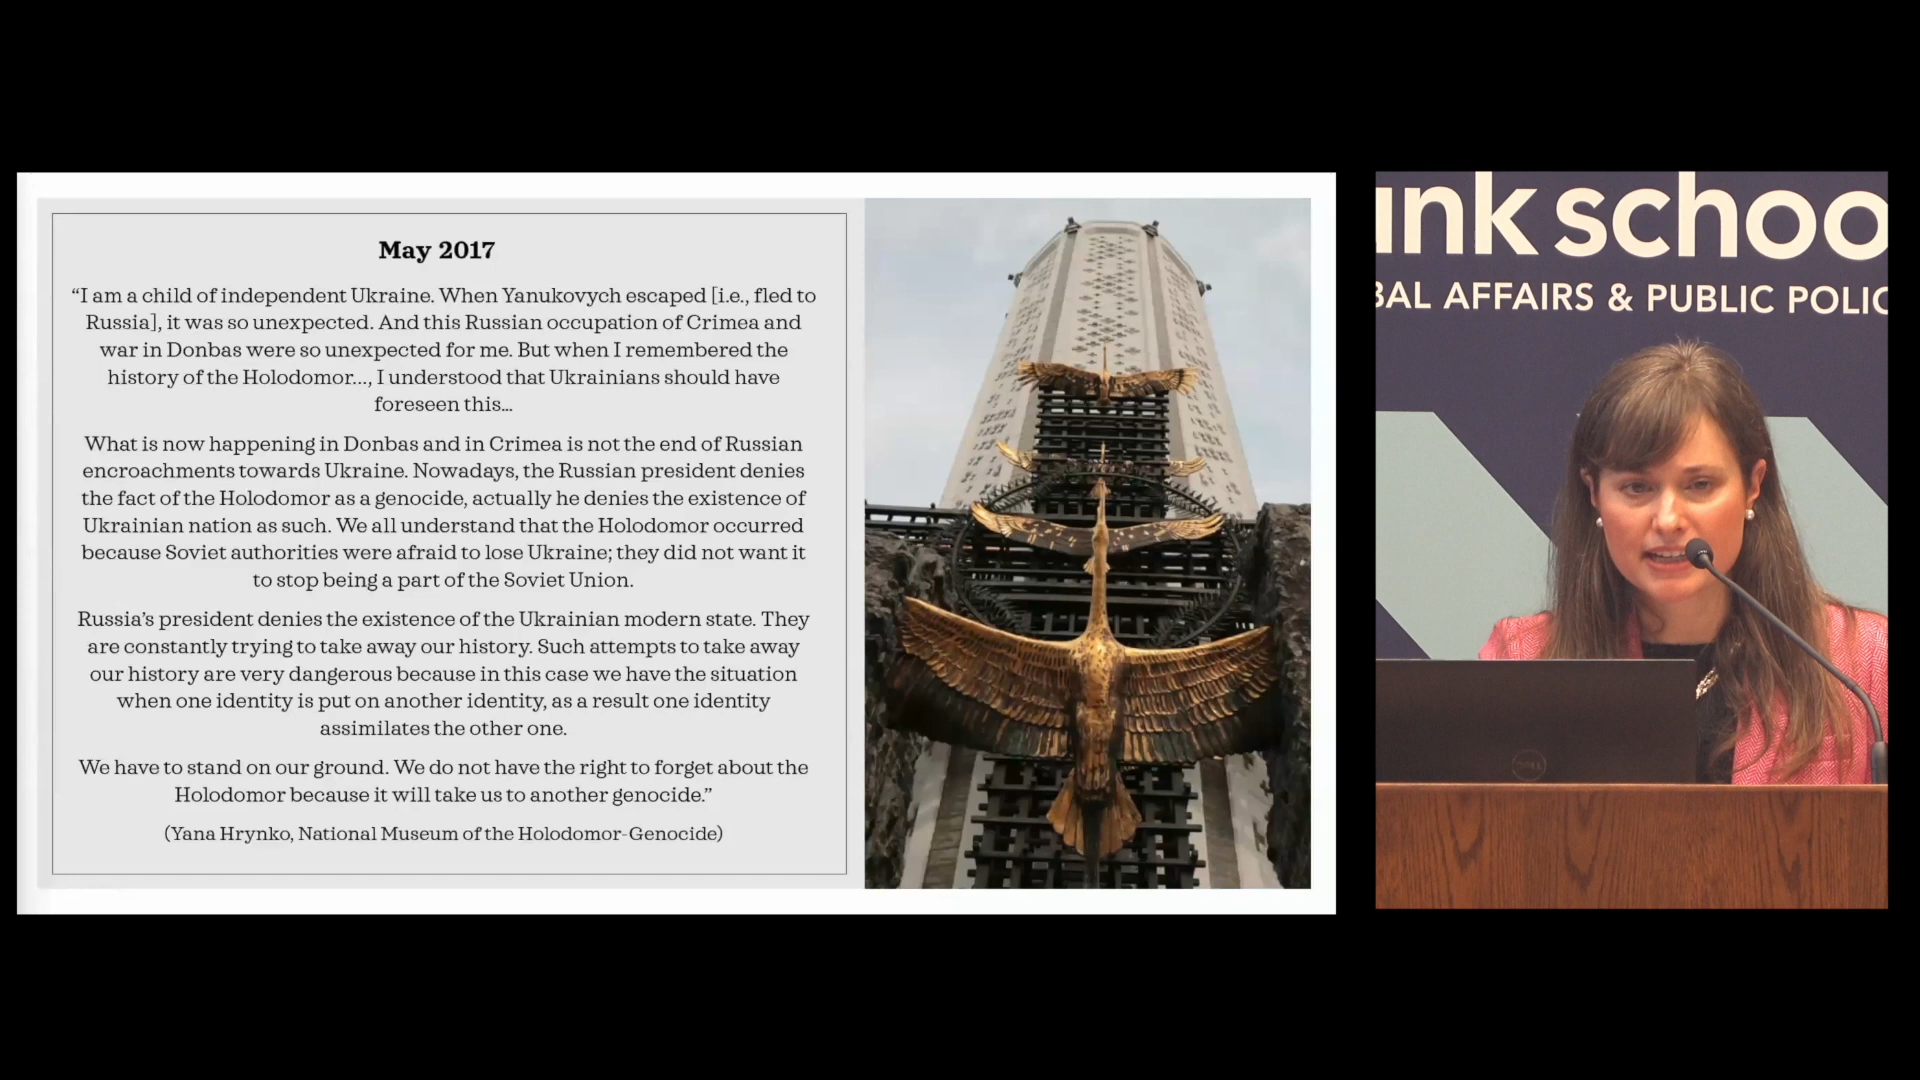 May 2017
“I am a child of independent Ukraine. When Yanukovych escaped [i.e., fled to
Russia], it was so unexpected. And this Russian occupation of Crimea and
war in Donbas were so unexpected for me. But when I remembered the
history of the Holodomor..., I understood that Ukrainians should have
foreseen this...
What is now happening in Donbas and in Crimea is not the end of Russian
encroachments towards Ukraine. Nowadays, the Russian president denies
the fact of the Holodomor as a genocide, actually he denies the existence of
Ukrainian nation as such. We all understand that the Holodomor occurred
because Soviet authorities were afraid to lose Ukraine; they did not want it
to stop being a part of the Soviet Union.
Russia’s president denies the existence of the Ukrainian modern state. They
are constantly trying to take away our history. Such attempts to take away
our history are very dangerous because in this case we have the situation
when one identity is put on another identity, as a result one identity
assimilates the other one.
We have to stand on our ground. We do not have the right to forget about the
Holodomor because it will take us to another genocide.”
(Yana Hrynko, National Museum of the Holodomor-Genocide)
nk schoo
BAL AFFAIRS & PUBLIC POLIC
DELL